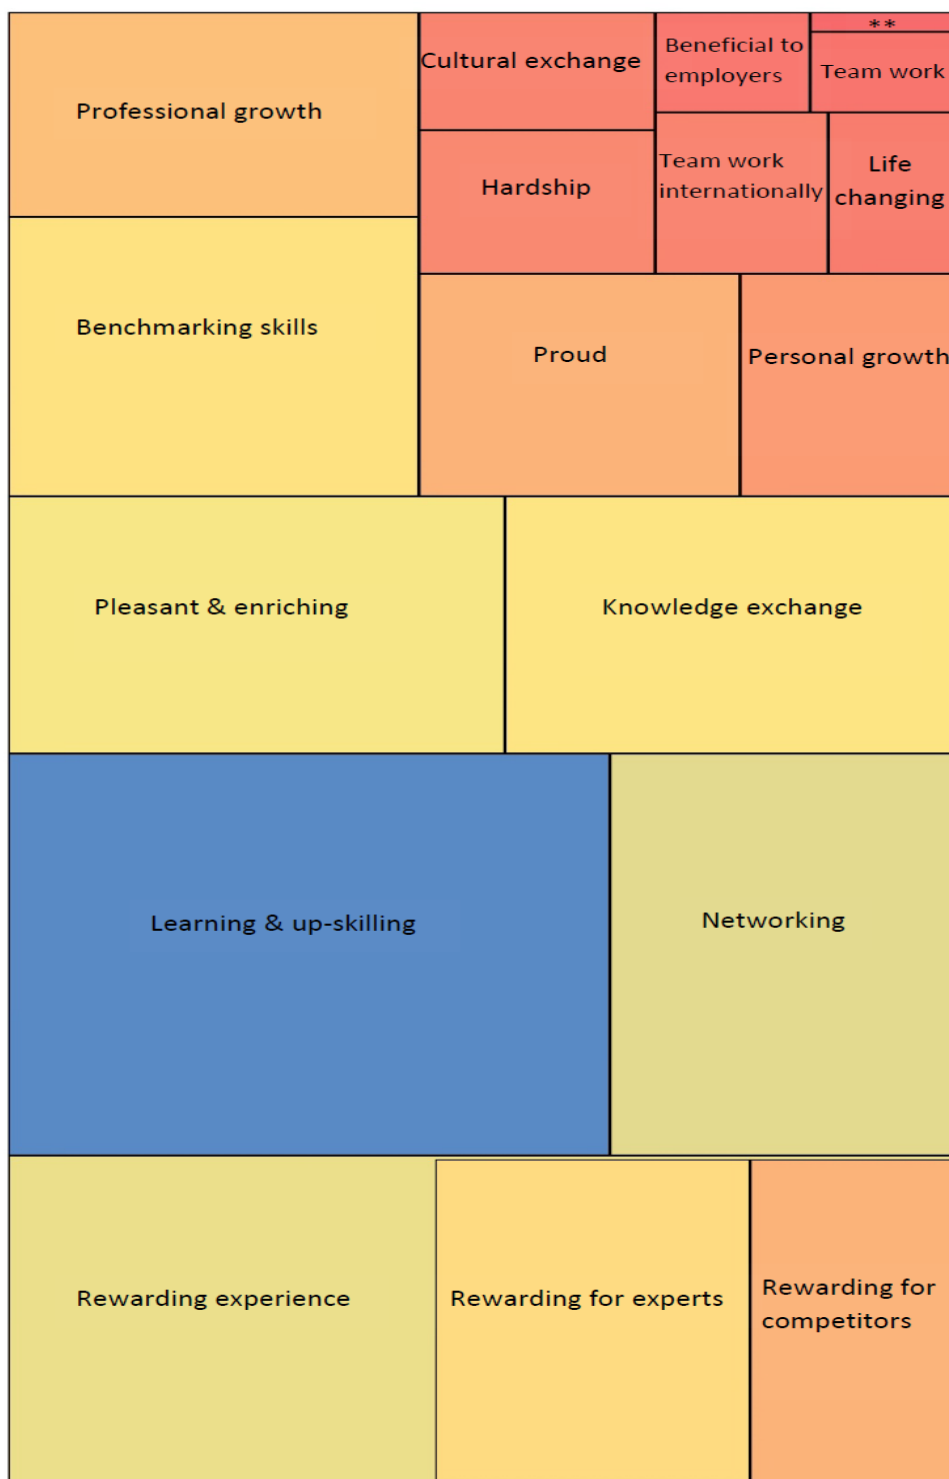 Professional growth
Cultural exchange
Beneficial to
employers
**
Team work
Hardship
Team work
internationally
Life
changing
Benchmarking skills
Proud
Personal growth
Pleasant & enriching
Knowledge exchange
Learning & up-skilling
Networking
Rewarding experience
Rewarding for experts
Rewarding for
competitors